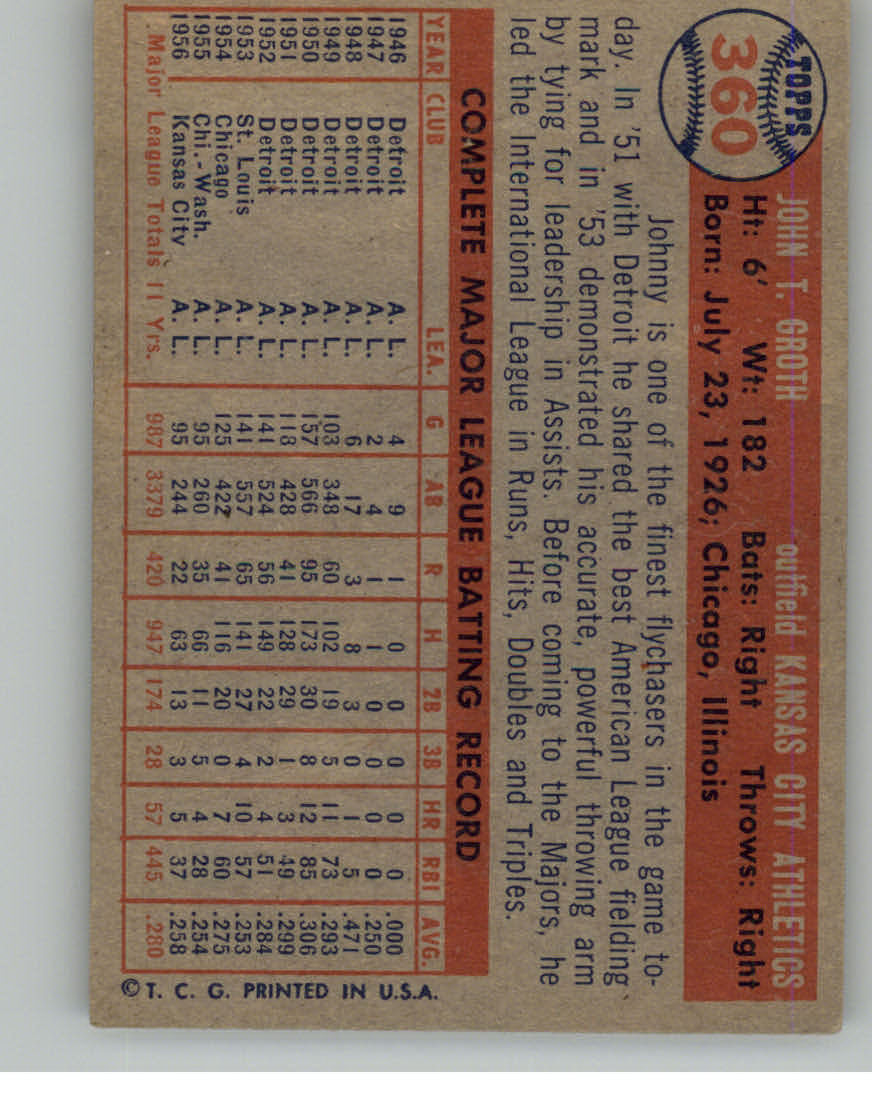 TOPPS
360
JOHN T. GROTH outfield KANSAS CITY ATHLETICS
Ht: 6' Wt: 182 Bats: Right Throws: Right
Born: July 23, 1926; Chicago, Illinois
Johnny is one of the finest flychasers in the game to-
day. In '51 with Detroit he shared the best American League fielding
mark and in '53 demonstrated his accurate, powerful throwing arm
by tying for leadership in Assists. Before coming to the Majors, he
led the International League in Runs, Hits, Doubles and Triples.
COMPLETE MAJOR LEAGUE BATTING RECORD
YEAR CLUB LEA. G AB R H 2B 3B HR RBI AVG.
1946 Detroit A. L. 4 9 1 0 0 0 0 0 .000
1947 Detroit A. L. 2 4 1 1 0 0 0 0 .250
1948 Detroit A. L. 6 17 3 8 3 0 1 5 .471
1949 Detroit A. L. 103 348 60 102 19 5 11 73 .293
1950 Detroit A. L. 157 566 95 173 30 8 12 85 .306
1951 Detroit A. L. 118 428 41 128 29 1 3 49 .299
1952 Detroit A. L. 141 524 56 149 22 2 4 51 .284
1953 St. Louis A. L. 141 557 65 141 27 4 10 57 .253
1954 Chicago A. L. 125 422 41 116 20 0 7 60 .275
1955 Chi.-Wash. A. L. 95 260 35 66 11 5 4 28 .254
1956 Kansas City A. L. 95 244 22 63 13 3 5 37 .258
Major League Totals 11 Yrs. 987 3379 420 947 174 28 57 445 .280
© T. C. G. PRINTED IN U.S.A.